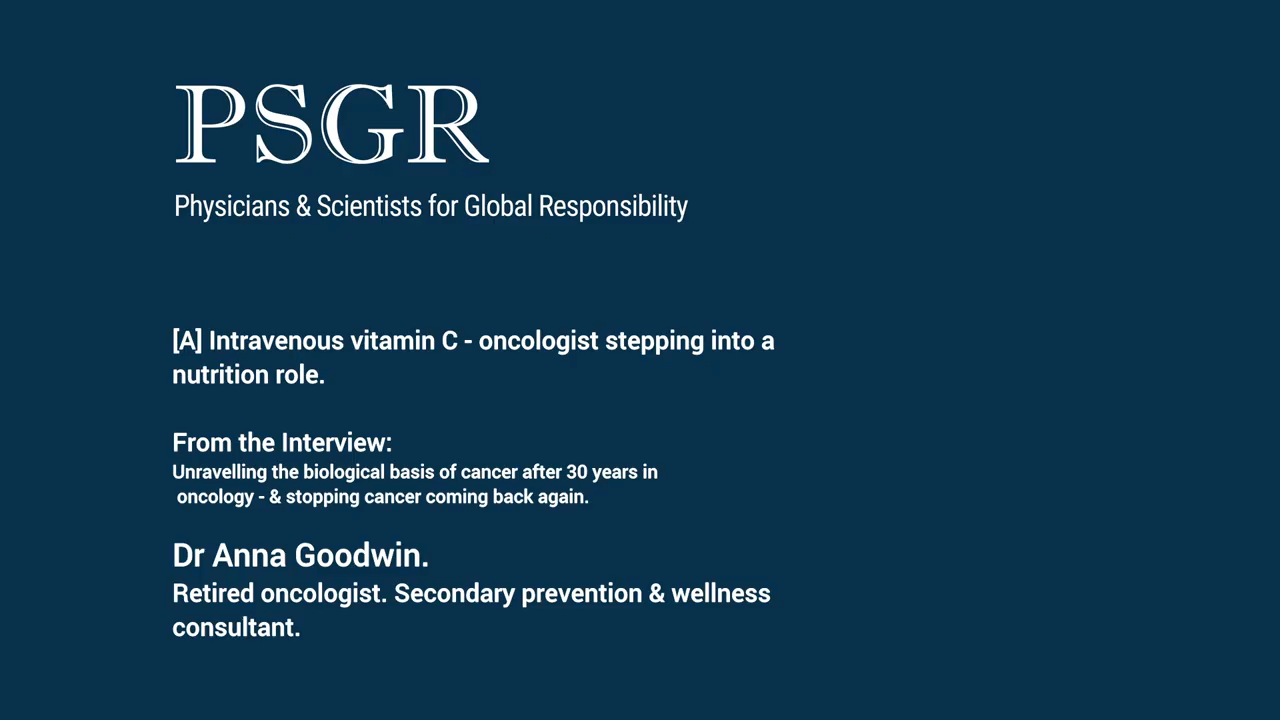 PSGR
Physicians & Scientists for Global Responsibility
[A] Intravenous vitamin C - oncologist stepping into a
nutrition role.
From the Interview:
Unravelling the biological basis of cancer after 30 years in
oncology - & stopping cancer coming back again.
Dr Anna Goodwin.
Retired oncologist. Secondary prevention & wellness
consultant.